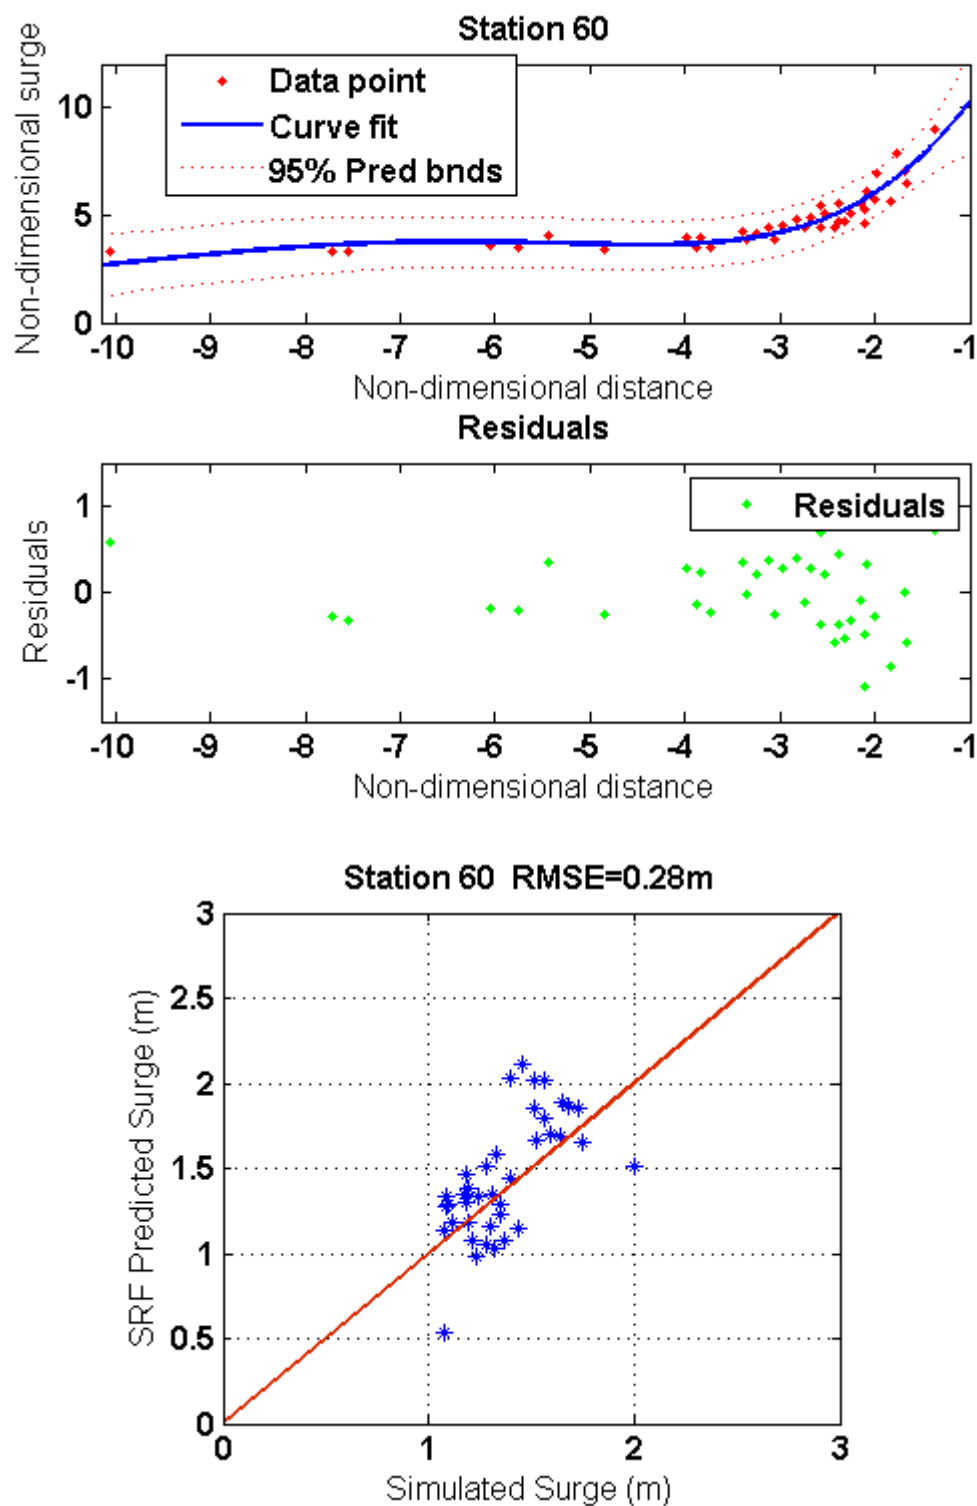 Station 60
Non-dimensional surge
Data point
Curve fit
95% Pred bnds
10
5
0
-10 -9 -8 -7 -6 -5 -4 -3 -2 -1
Non-dimensional distance
Residuals
Residuals
Residuals
1
0
-1
-10 -9 -8 -7 -6 -5 -4 -3 -2 -1
Non-dimensional distance
Station 60 RMSE=0.28m
SRF Predicted Surge (m)
3
2.5
2
1.5
1
0.5
0
0 1 2 3
Simulated Surge (m)